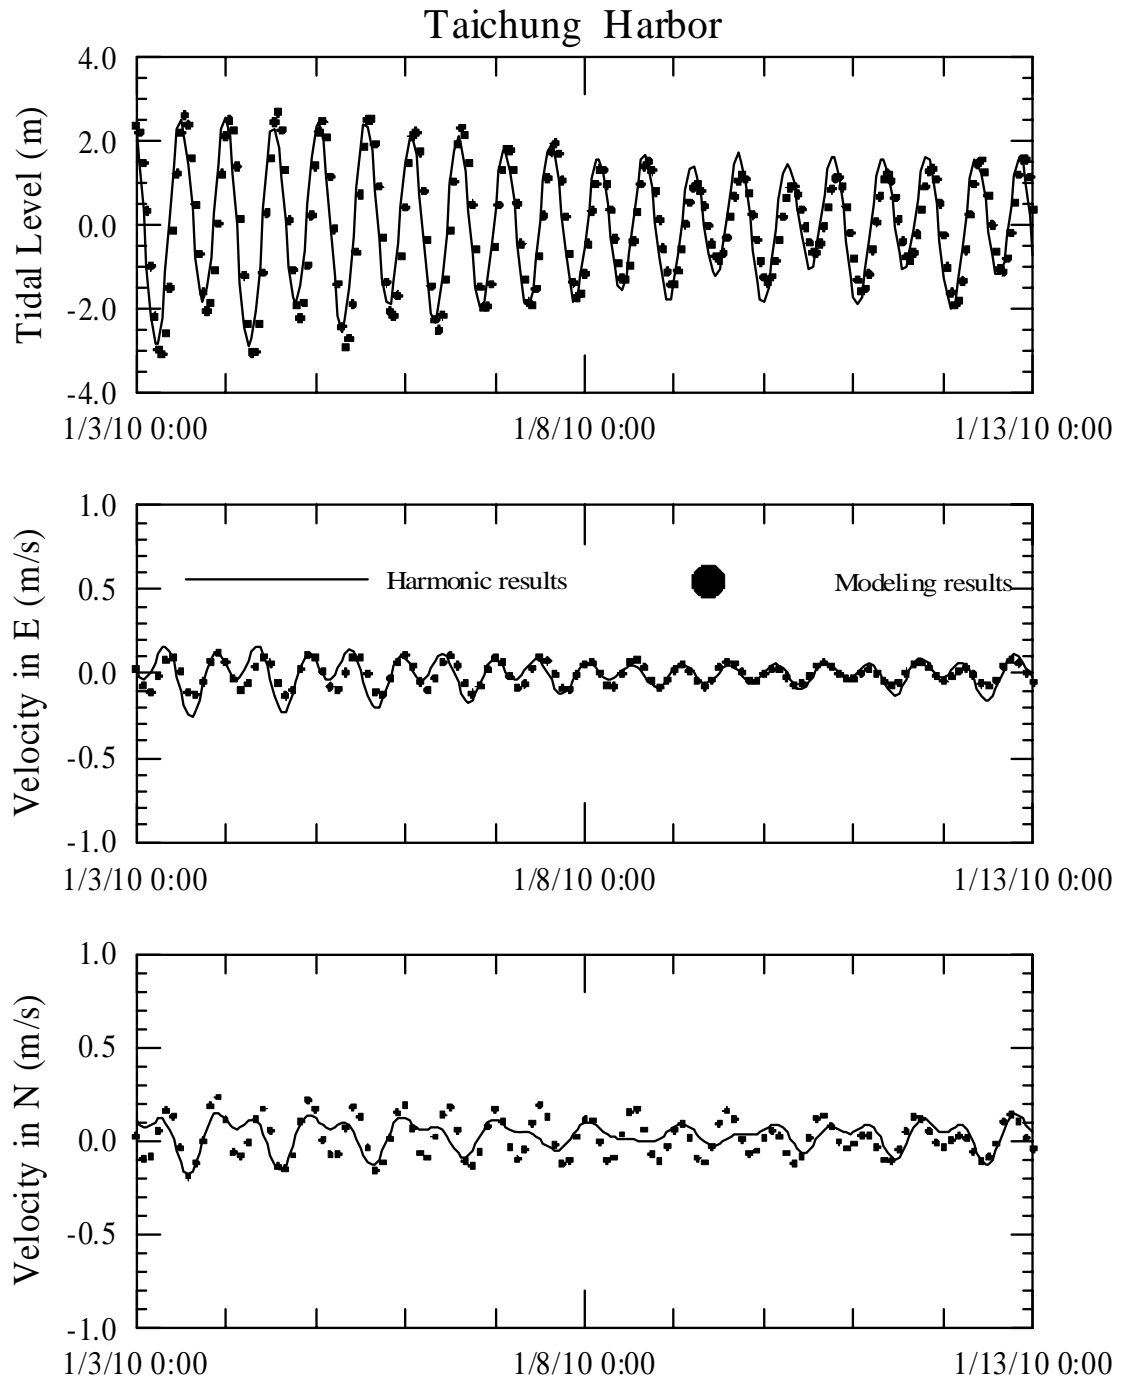 Taichung Harbor
Tidal Level (m)
4.0
2.0
0.0
-2.0
-4.0
1/3/10 0:00 1/8/10 0:00 1/13/10 0:00
Velocity in E (m/s)
1.0
0.5
0.0
-0.5
-1.0
Harmonic results Modeling results
1/3/10 0:00 1/8/10 0:00 1/13/10 0:00
Velocity in N (m/s)
1.0
0.5
0.0
-0.5
-1.0
1/3/10 0:00 1/8/10 0:00 1/13/10 0:00